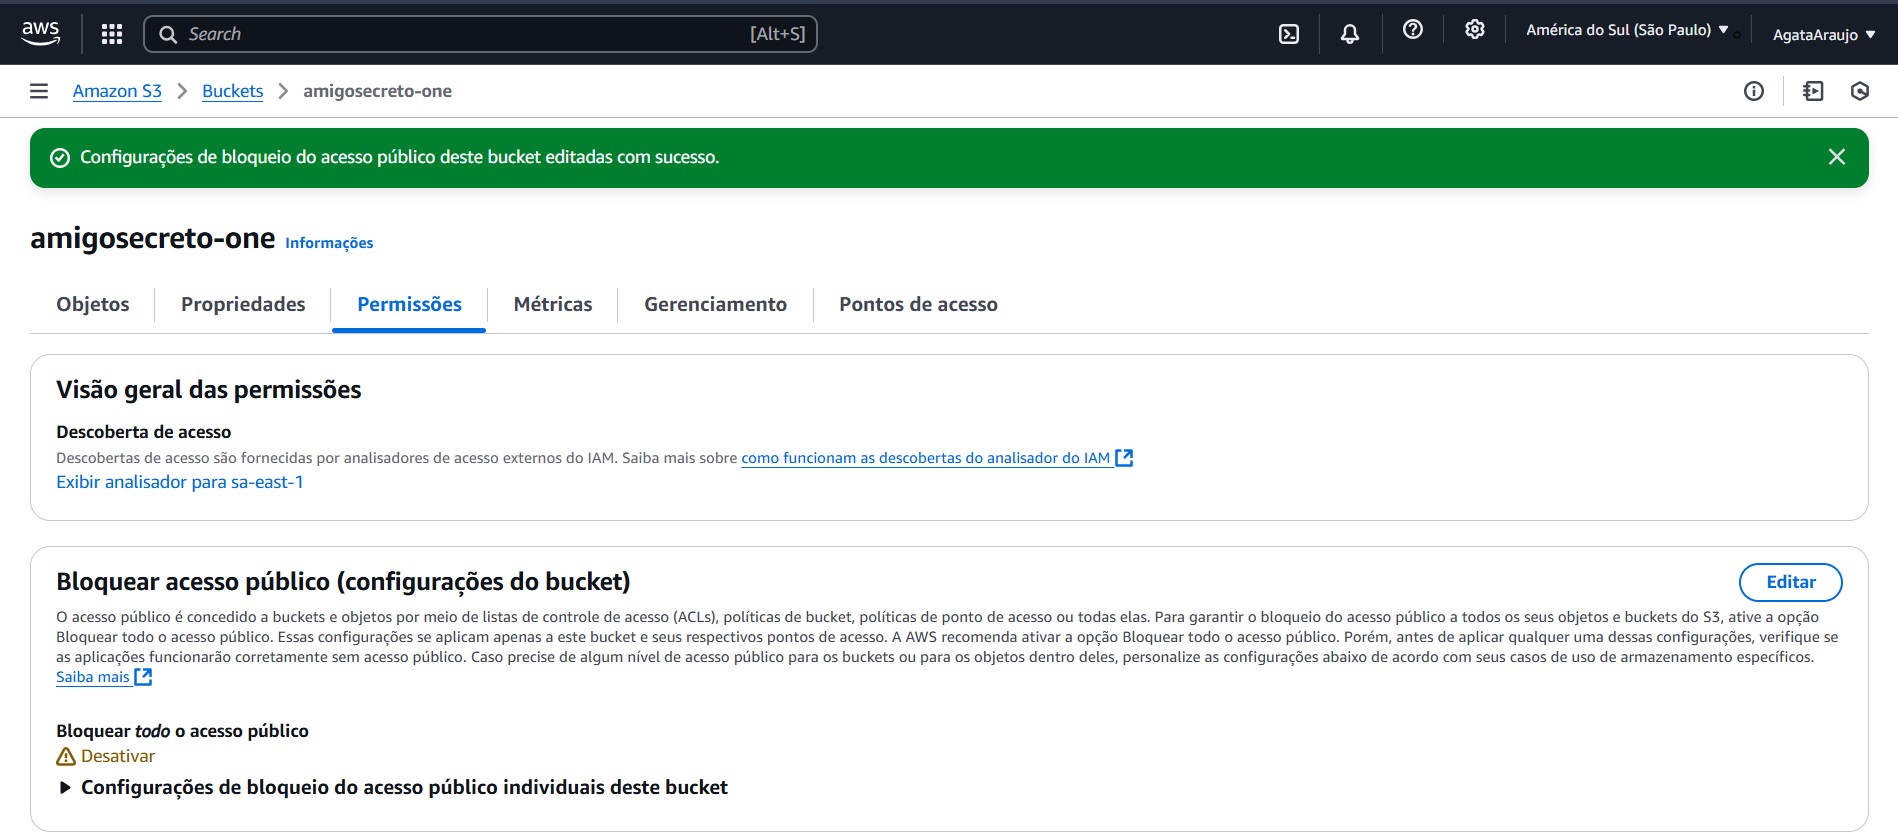 aws
Search [Alt+S]
América do Sul (São Paulo)
AgataAraujo
Amazon S3 Buckets amigosecreto-one
Configurações de bloqueio do acesso público deste bucket editadas com sucesso.
amigosecreto-one Informações
Objetos Propriedades Permissões Métricas Gerenciamento Pontos de acesso
Visão geral das permissões
Descoberta de acesso
Descobertas de acesso são fornecidas por analisadores de acesso externos do IAM. Saiba mais sobre como funcionam as descobertas do analisador do IAM
Exibir analisador para sa-east-1
Bloquear acesso público (configurações do bucket)
Editar
O acesso público é concedido a buckets e objetos por meio de listas de controle de acesso (ACLs), políticas de bucket, políticas de ponto de acesso ou todas elas. Para garantir o bloqueio do acesso público a todos os seus objetos e buckets do S3, ative a opção
Bloquear todo o acesso público. Essas configurações se aplicam apenas a este bucket e seus respectivos pontos de acesso. A AWS recomenda ativar a opção Bloquear todo o acesso público. Porém, antes de aplicar qualquer uma dessas configurações, verifique se
as aplicações funcionarão corretamente sem acesso público. Caso precise de algum nível de acesso público para os buckets ou para os objetos dentro deles, personalize as configurações abaixo de acordo com seus casos de uso de armazenamento específicos.
Saiba mais
Bloquear todo o acesso público
Desativar
Configurações de bloqueio do acesso público individuais deste bucket